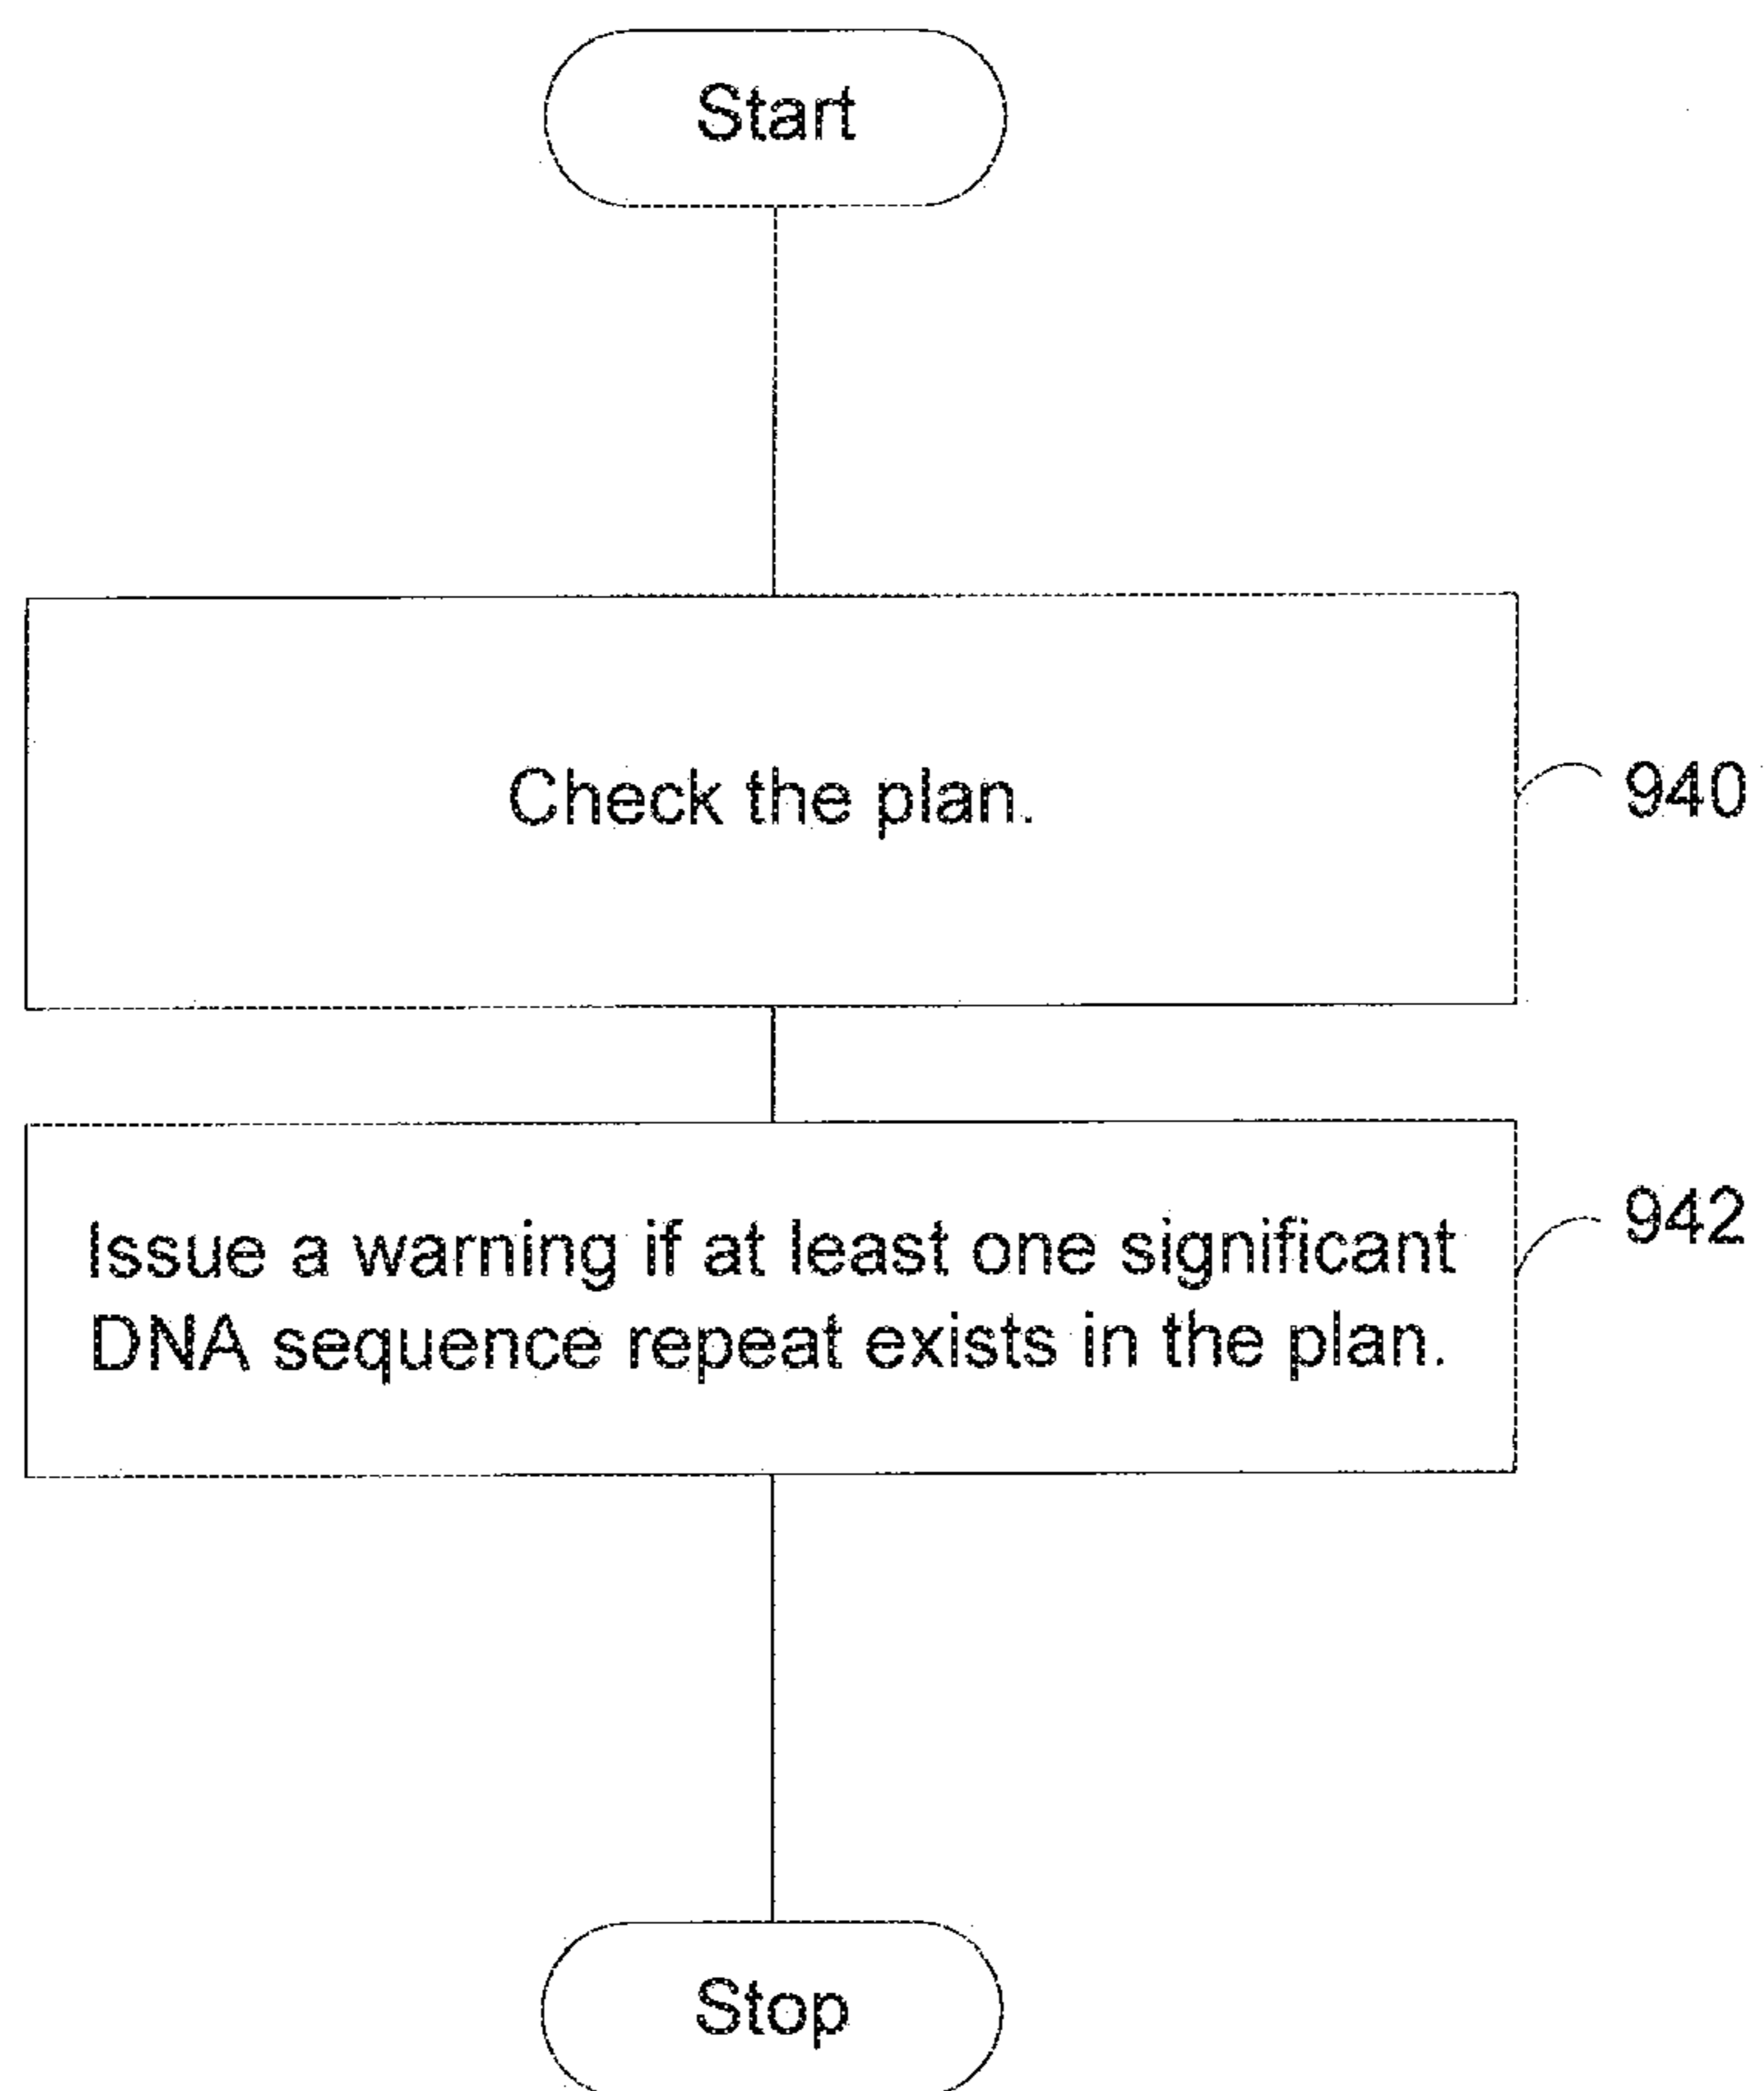 Start
Check the plan.
940
Issue a warning if at least one significant
DNA sequence repeat exists in the plan.
942
Stop